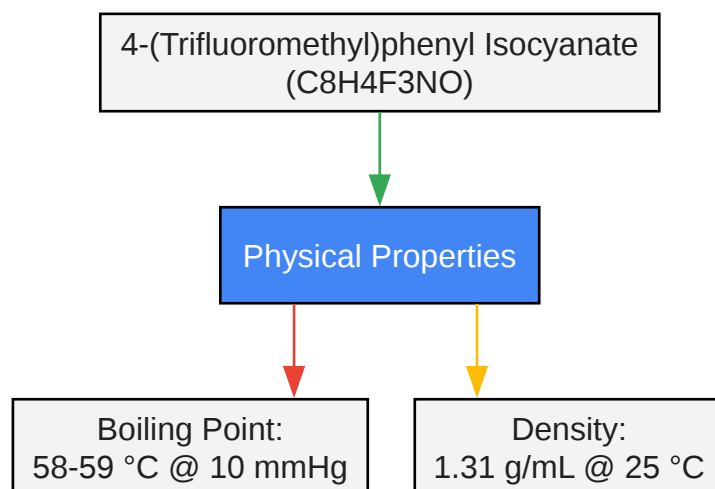 4-(Trifluoromethyl)phenyl Isocyanate
(C8H4F3NO)
Physical Properties
Boiling Point:
58-59 °C @ 10 mmHg
Density:
1.31 g/mL @ 25 °C